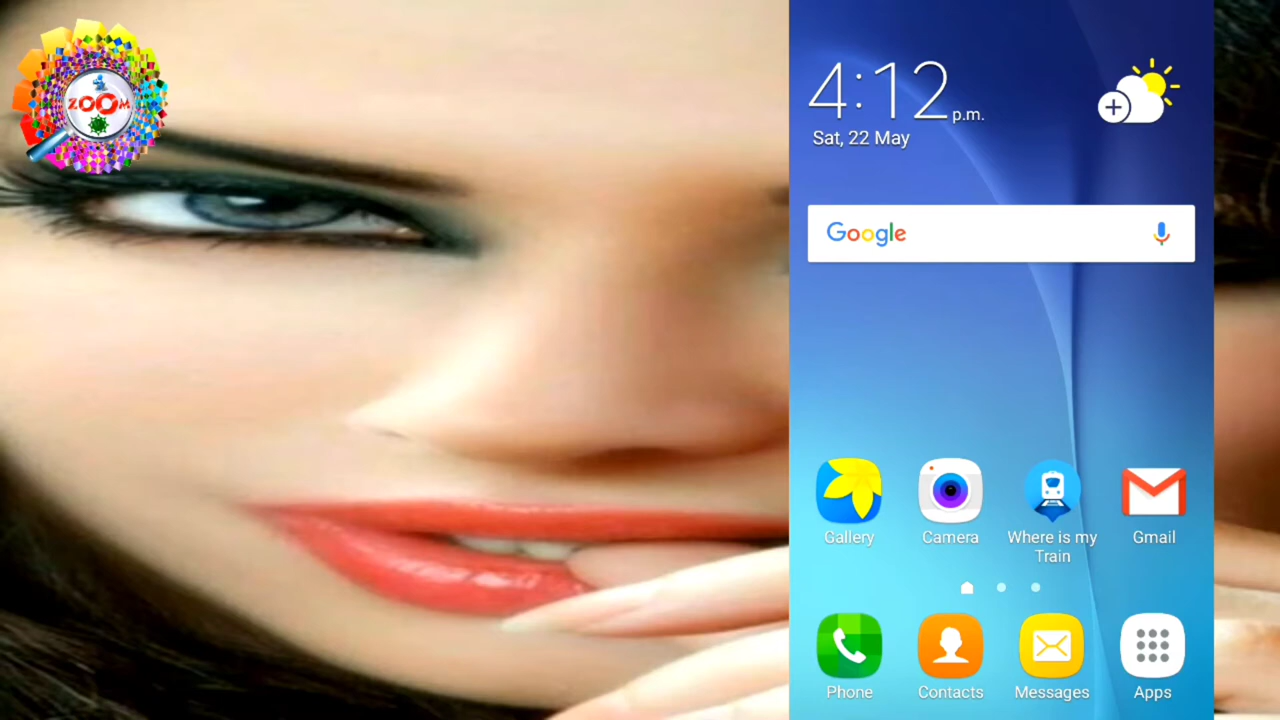 ZOOM
4:12 p.m.
Sat, 22 May
Google
Gallery
Camera
Where is my
Train
Gmail
Phone
Contacts
Messages
Apps